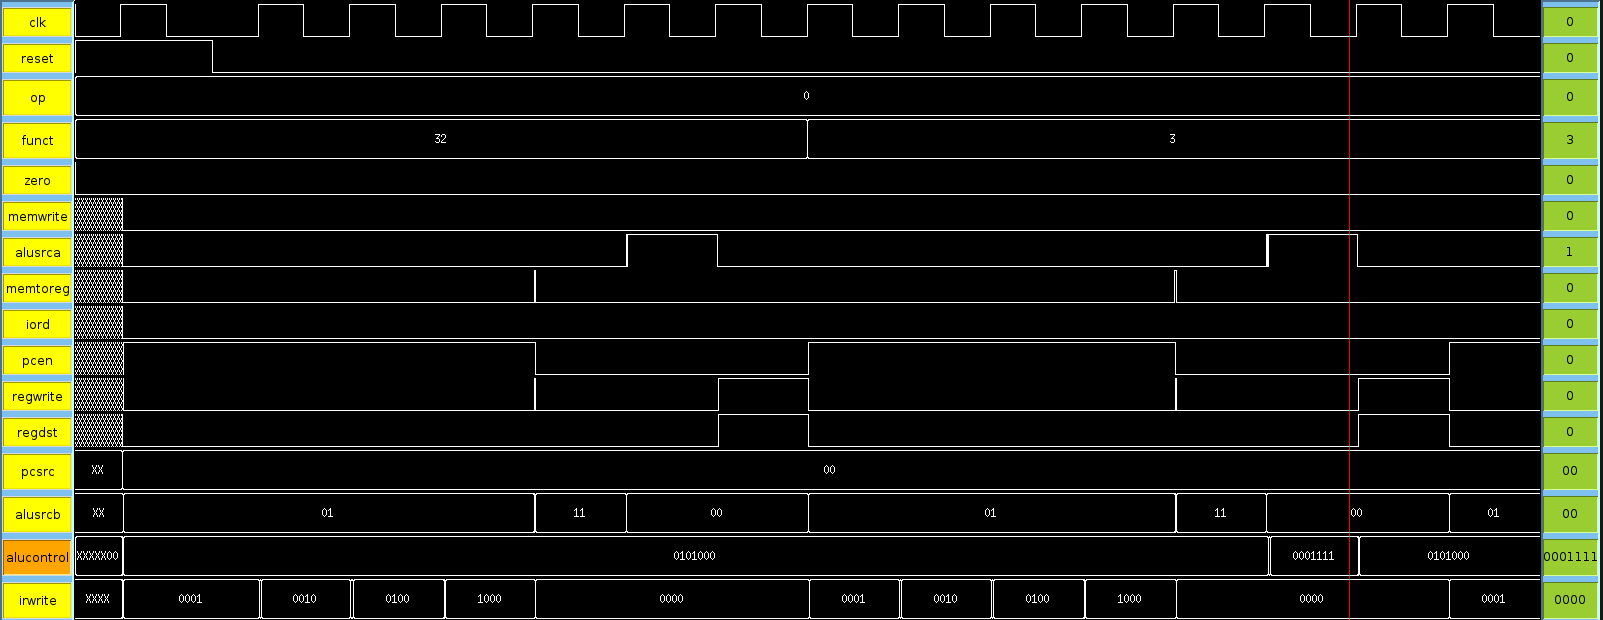 clk 0
reset 0
op 0 0
funct 32 3 3
zero 0
memwrite 0
alusrca 1
memtoreg 0
iord 0
pcen 0
regwrite 0
regdst 0
pcsrc XX 00 00
alusrcb XX 01 11 00 01 11 00 01 00
alucontrol XXXXX00 0101000 0001111 0101000 0001111
irwrite XXXX 0001 0010 0100 1000 0000 0001 0010 0100 1000 0000 0001 0000